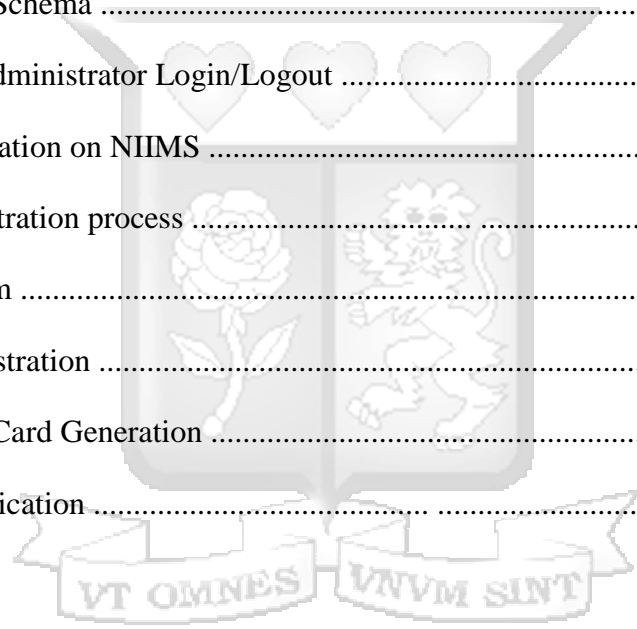 Schema ......................................................................
dministrator Login/Logout .....................................
ation on NIIMS ......................................................
tration process .................................. ...................
m .............................................................................
stration ...................................................................
Card Generation .....................................................
ication ......................................... .........................
VT OMNES VNVM SINT